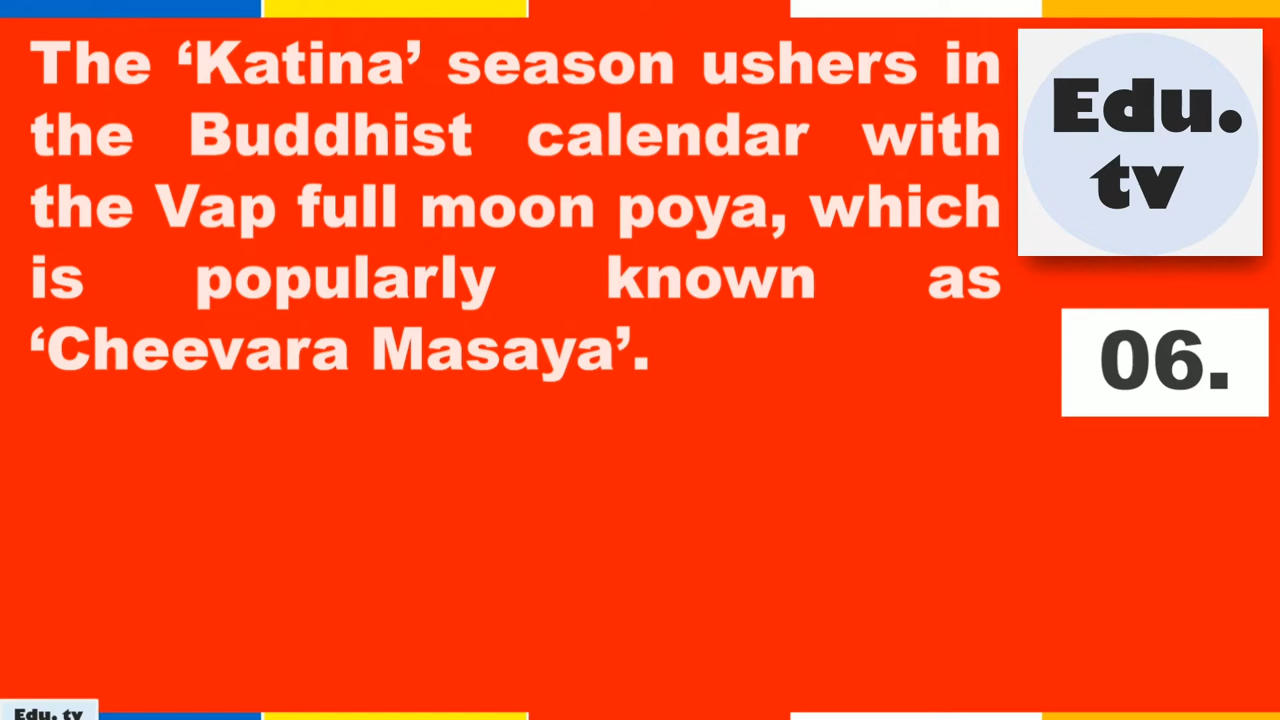 The ‘Katina’ season ushers in
the Buddhist calendar with
the Vap full moon poya, which
is popularly known as
‘Cheevara Masaya’.
Edu.
tv
06.
Edu. tv